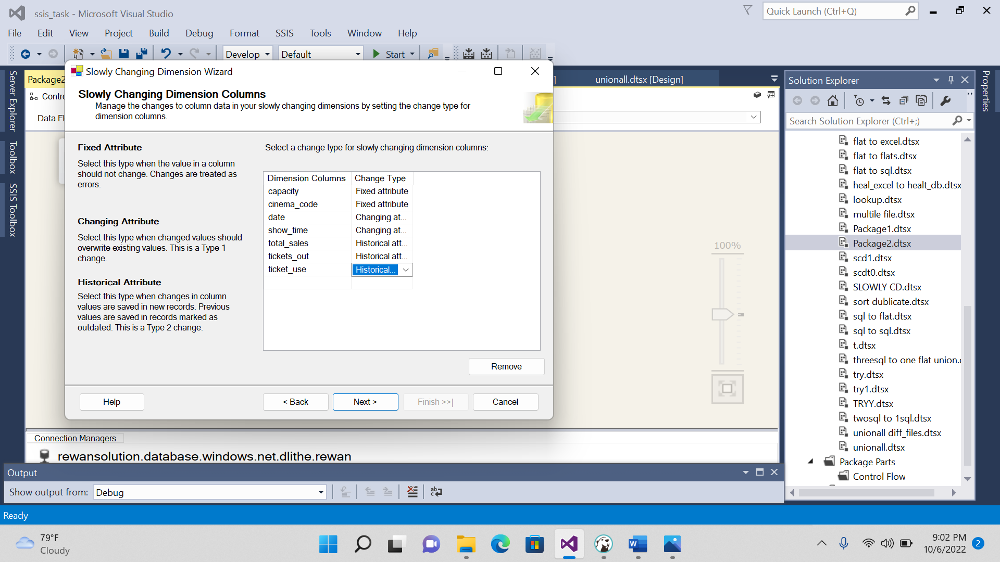 ssis_task - Microsoft Visual Studio
Quick Launch (Ctrl+Q)
File Edit View Project Build Debug Format SSIS Tools Window Help
Develop Default Start
Server Explorer
Toolbox
SSIS Toolbox
Package2
unionall.dtsx [Design]
Contro
Data Fl
Slowly Changing Dimension Wizard
Slowly Changing Dimension Columns
Manage the changes to column data in your slowly changing dimensions by setting the change type for
dimension columns.
Fixed Attribute
Select this type when the value in a column
should not change. Changes are treated as
errors.
Changing Attribute
Select this type when changed values should
overwrite existing values. This is a Type 1
change.
Historical Attribute
Select this type when changes in column
values are saved in new records. Previous
values are saved in records marked as
outdated. This is a Type 2 change.
Select a change type for slowly changing dimension columns:
Dimension Columns Change Type
capacity Fixed attribute
cinema_code Fixed attribute
date Changing at...
show_time Changing at...
total_sales Historical att...
tickets_out Historical att...
ticket_use Historical...
Remove
Help < Back Next > Finish >>| Cancel
100%
Connection Managers
rewansolution.database.windows.net.dlithe.rewan
Output
Show output from: Debug
Ready
Solution Explorer
Search Solution Explorer (Ctrl+;)
flat to excel.dtsx
flat to flats.dtsx
flat to sql.dtsx
heal_excel to healt_db.dtsx
lookup.dtsx
multile file.dtsx
Package1.dtsx
Package2.dtsx
scd1.dtsx
scdt0.dtsx
SLOWLY CD.dtsx
sort dublicate.dtsx
sql to flat.dtsx
sql to sql.dtsx
t.dtsx
threesql to one flat union.
try.dtsx
try1.dtsx
TRYY.dtsx
twosql to 1sql.dtsx
unionall diff_files.dtsx
unionall.dtsx
Package Parts
Control Flow
Properties
79°F
Cloudy
9:02 PM
10/6/2022
2